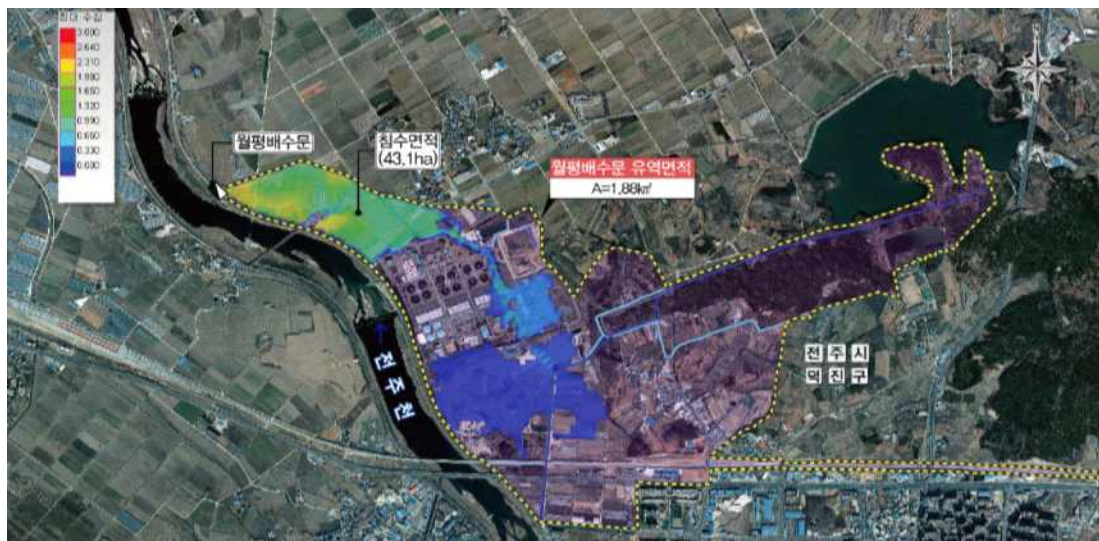 최대 수심
3.000
2.640
2.310
1.980
1.650
1.320
0.990
0.660
0.330
0.000
월평배수문
침수면적
(43.1ha)
월평배수문 유역면적
A=1.88㎢
전주천
전주시
덕진구